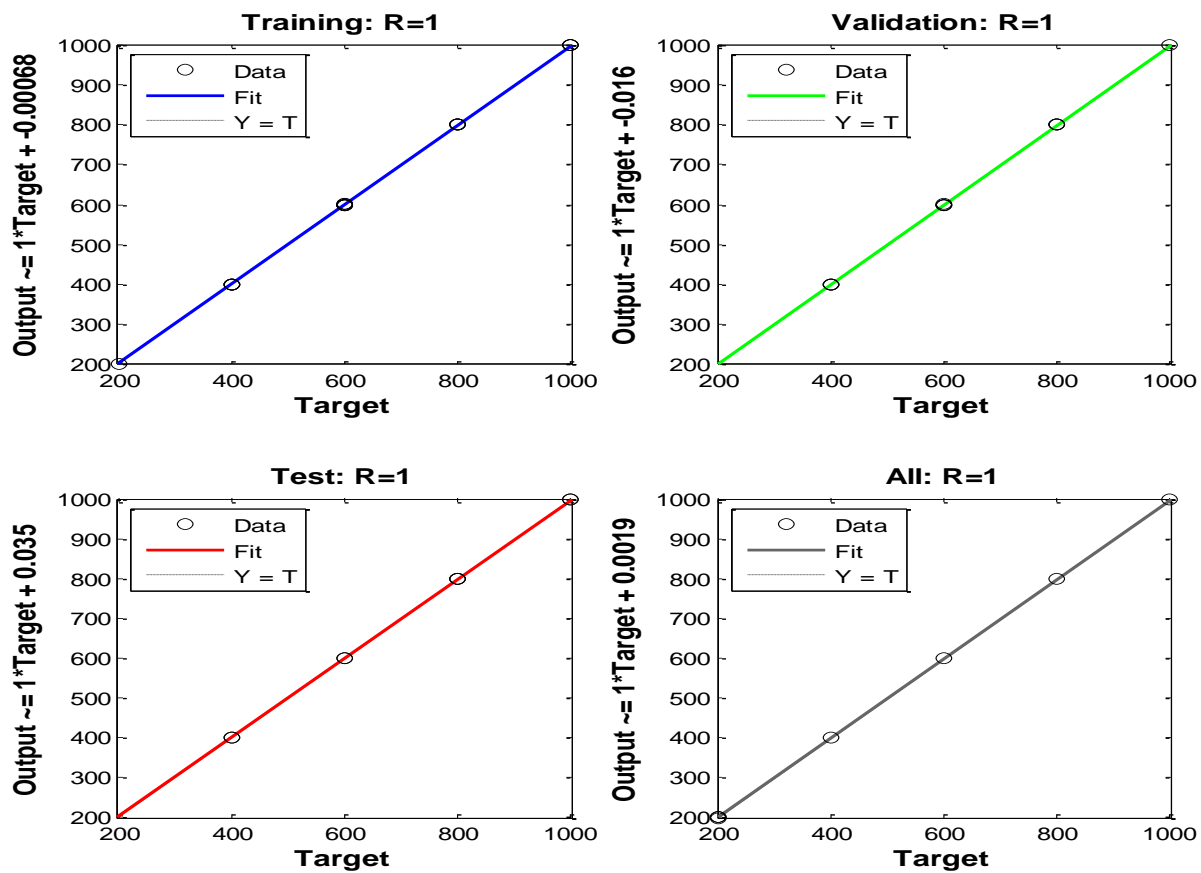 Training: R=1
Output ~= 1*Target + -0.00068
1000
900
800
700
600
500
400
300
200
Data
Fit
Y = T
200 400 600 800 1000
Target
Validation: R=1
Output ~= 1*Target + -0.016
1000
900
800
700
600
500
400
300
200
Data
Fit
Y = T
200 400 600 800 1000
Target
Test: R=1
Output ~= 1*Target + 0.035
1000
900
800
700
600
500
400
300
200
Data
Fit
Y = T
200 400 600 800 1000
Target
All: R=1
Output ~= 1*Target + 0.0019
1000
900
800
700
600
500
400
300
200
Data
Fit
Y = T
200 400 600 800 1000
Target